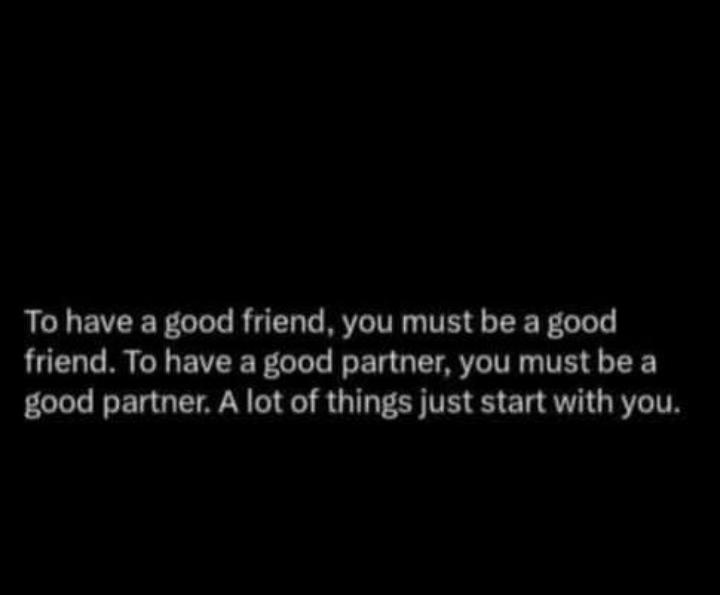 To have a good friend, you must be a good
friend. To have a good partner, you must be a
good partner. A lot of things just start with you.